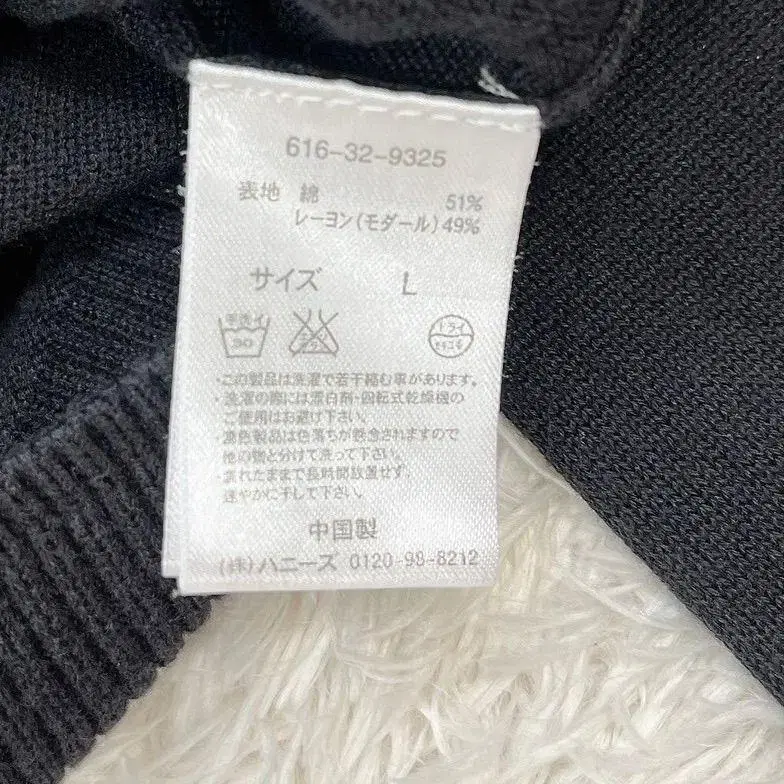 616-32-9325
表地 綿 51%
レーヨン(モダール)49%
サイズ L
手洗イ
30
ドライ
セキユ系
・この製品は洗濯で若干縮む事があります。
・洗濯の際には漂白剤・回転式乾燥機の
ご使用はお避け下さい。
・濃色製品は色落ちが懸念されますので
他の物と分けて洗って下さい。
・濡れたままで長時間放置せず、
速やかに干して下さい。
中国製
(株)ハニーズ 0120-98-8212